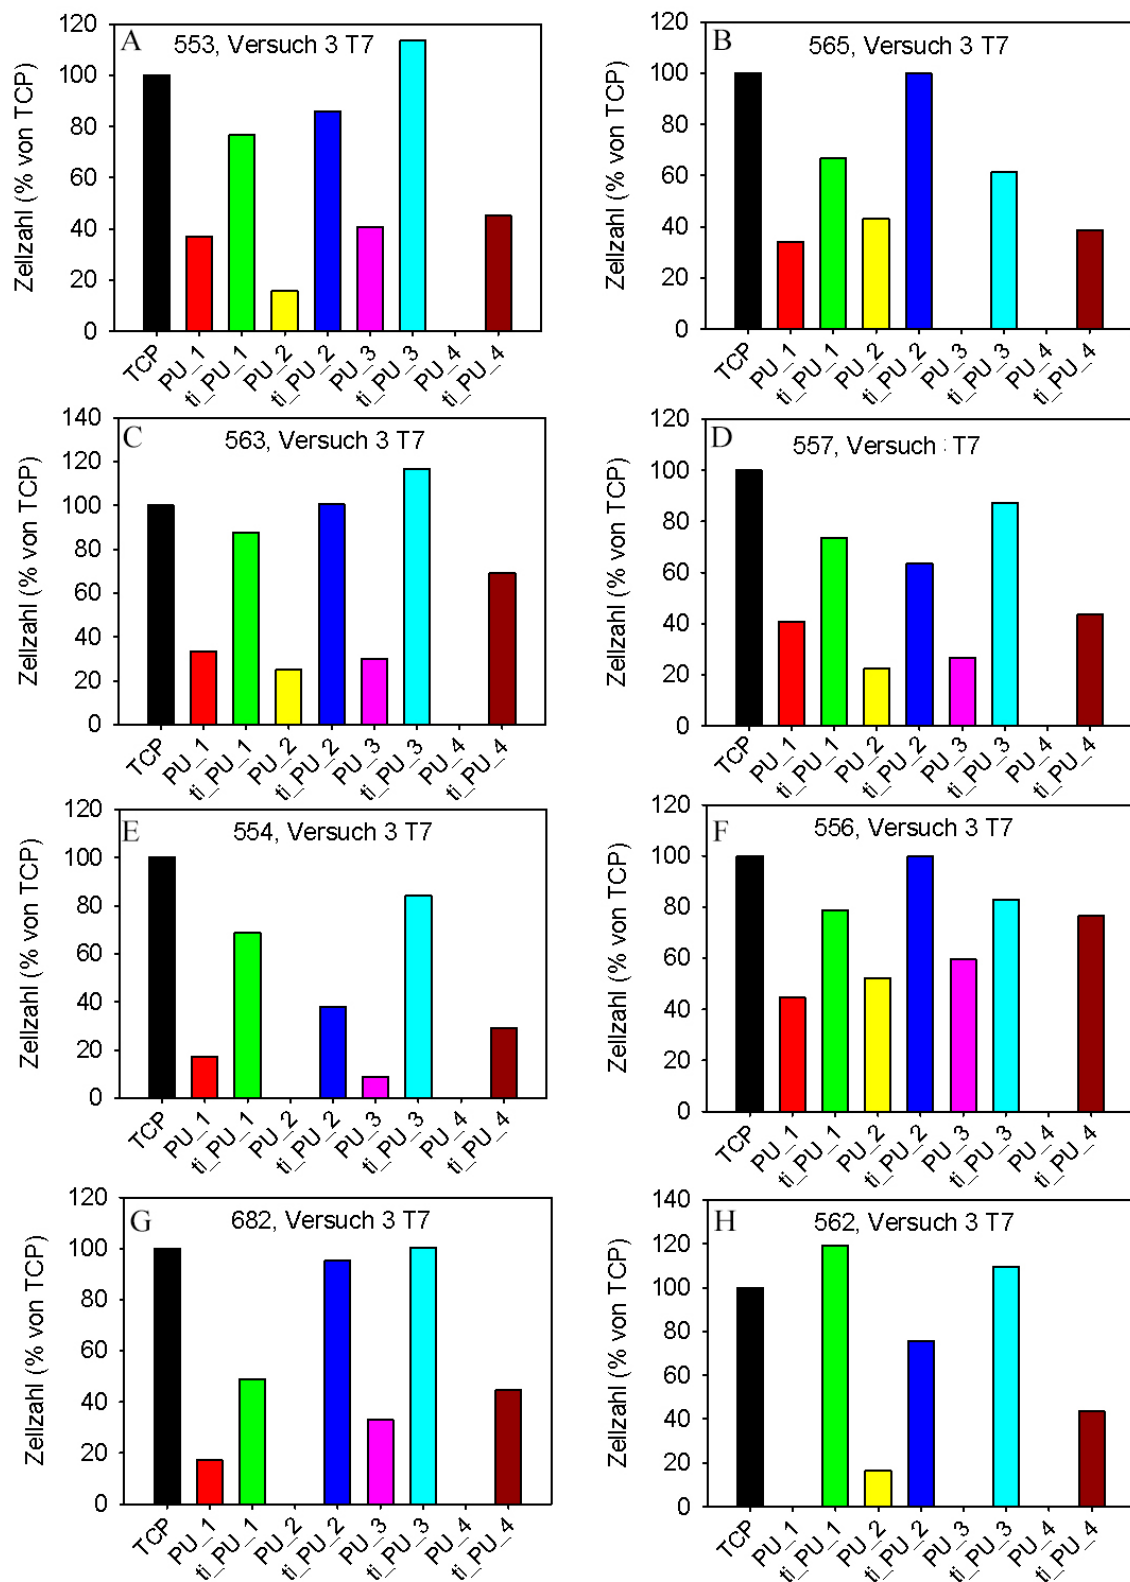 A
553, Versuch 3 T7
Zellzahl (% von TCP)
120
100
80
60
40
20
0
TCP
PU_1
ti_PU_1
PU_2
ti_PU_2
PU_3
ti_PU_3
PU_4
ti_PU_4
B
565, Versuch 3 T7
Zellzahl (% von TCP)
120
100
80
60
40
20
0
TCP
PU_1
ti_PU_1
PU_2
ti_PU_2
PU_3
ti_PU_3
PU_4
ti_PU_4
C
563, Versuch 3 T7
Zellzahl (% von TCP)
140
120
100
80
60
40
20
0
TCP
PU_1
ti_PU_1
PU_2
ti_PU_2
PU_3
ti_PU_3
PU_4
ti_PU_4
D
557, Versuch : T7
Zellzahl (% von TCP)
120
100
80
60
40
20
0
TCP
PU_1
ti_PU_1
PU_2
ti_PU_2
PU_3
ti_PU_3
PU_4
ti_PU_4
E
554, Versuch 3 T7
Zellzahl (% von TCP)
120
100
80
60
40
20
0
TCP
PU_1
ti_PU_1
PU_2
ti_PU_2
PU_3
ti_PU_3
PU_4
ti_PU_4
F
556, Versuch 3 T7
Zellzahl (% von TCP)
120
100
80
60
40
20
0
TCP
PU_1
ti_PU_1
PU_2
ti_PU_2
PU_3
ti_PU_3
PU_4
ti_PU_4
G
682, Versuch 3 T7
Zellzahl (% von TCP)
120
100
80
60
40
20
0
TCP
PU_1
ti_PU_1
PU_2
ti_PU_2
PU_3
ti_PU_3
PU_4
ti_PU_4
H
562, Versuch 3 T7
Zellzahl (% von TCP)
140
120
100
80
60
40
20
0
TCP
PU_1
ti_PU_1
PU_2
ti_PU_2
PU_3
ti_PU_3
PU_4
ti_PU_4